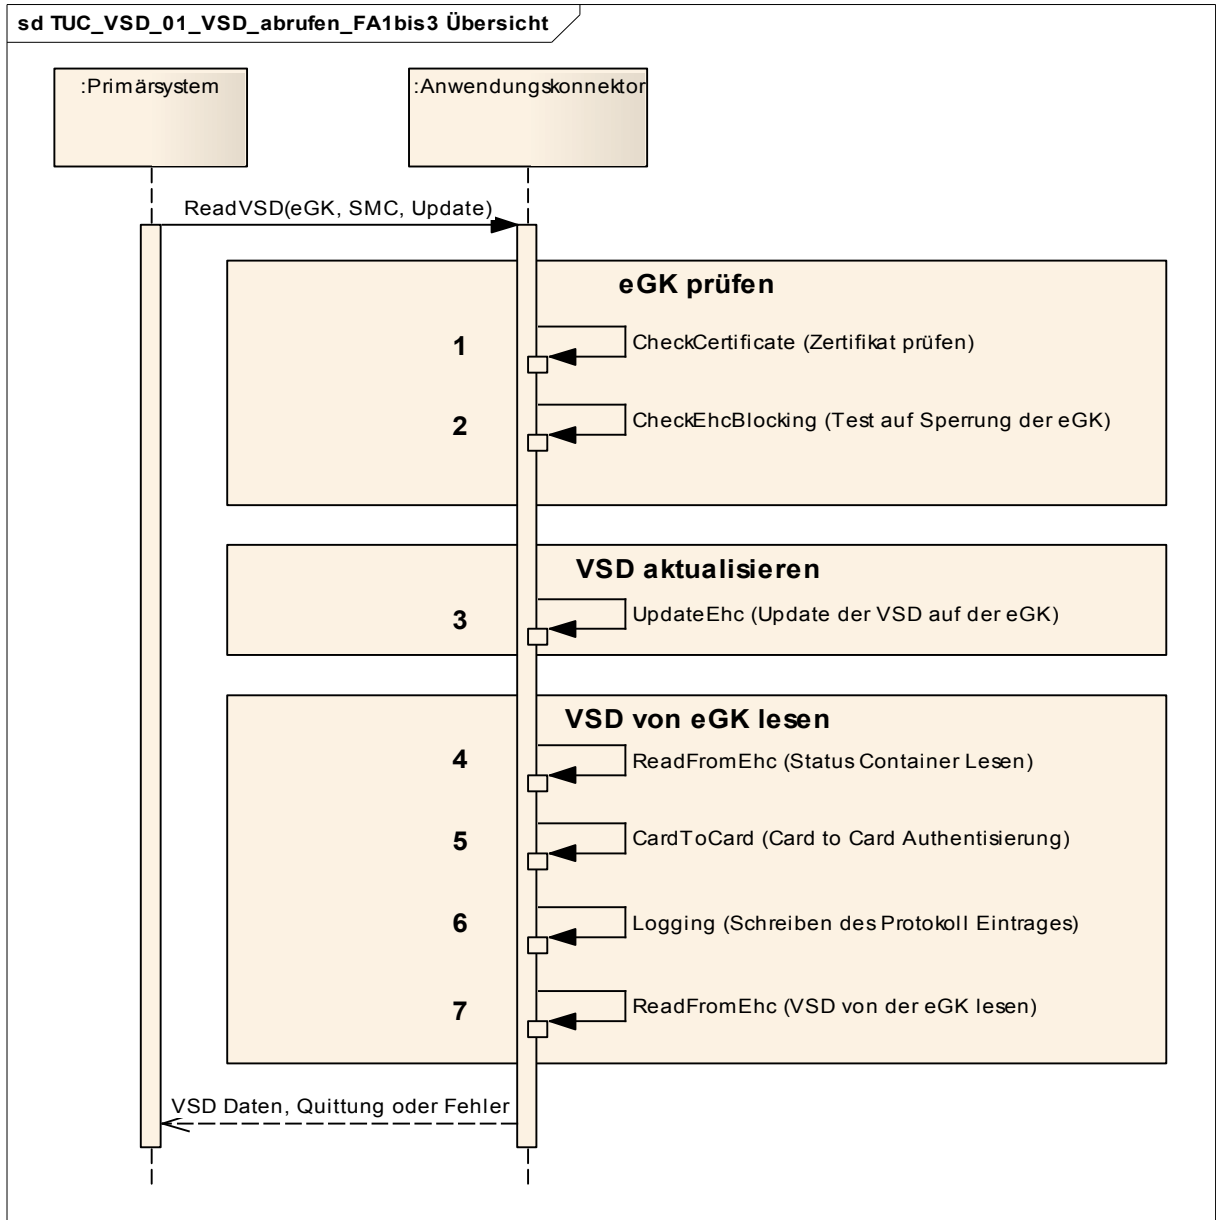 sd TUC_VSD_01_VSD_abrufen_FA1bis3 Übersicht
:Primärsystem
:Anwendungskonnektor
ReadVSD(eGK, SMC, Update)
eGK prüfen
1
CheckCertificate (Zertifikat prüfen)
2
CheckEhcBlocking (Test auf Sperrung der eGK)
VSD aktualisieren
3
UpdateEhc (Update der VSD auf der eGK)
VSD von eGK lesen
4
ReadFromEhc (Status Container Lesen)
5
CardToCard (Card to Card Authentisierung)
6
Logging (Schreiben des Protokoll Eintrages)
7
ReadFromEhc (VSD von der eGK lesen)
VSD Daten, Quittung oder Fehler